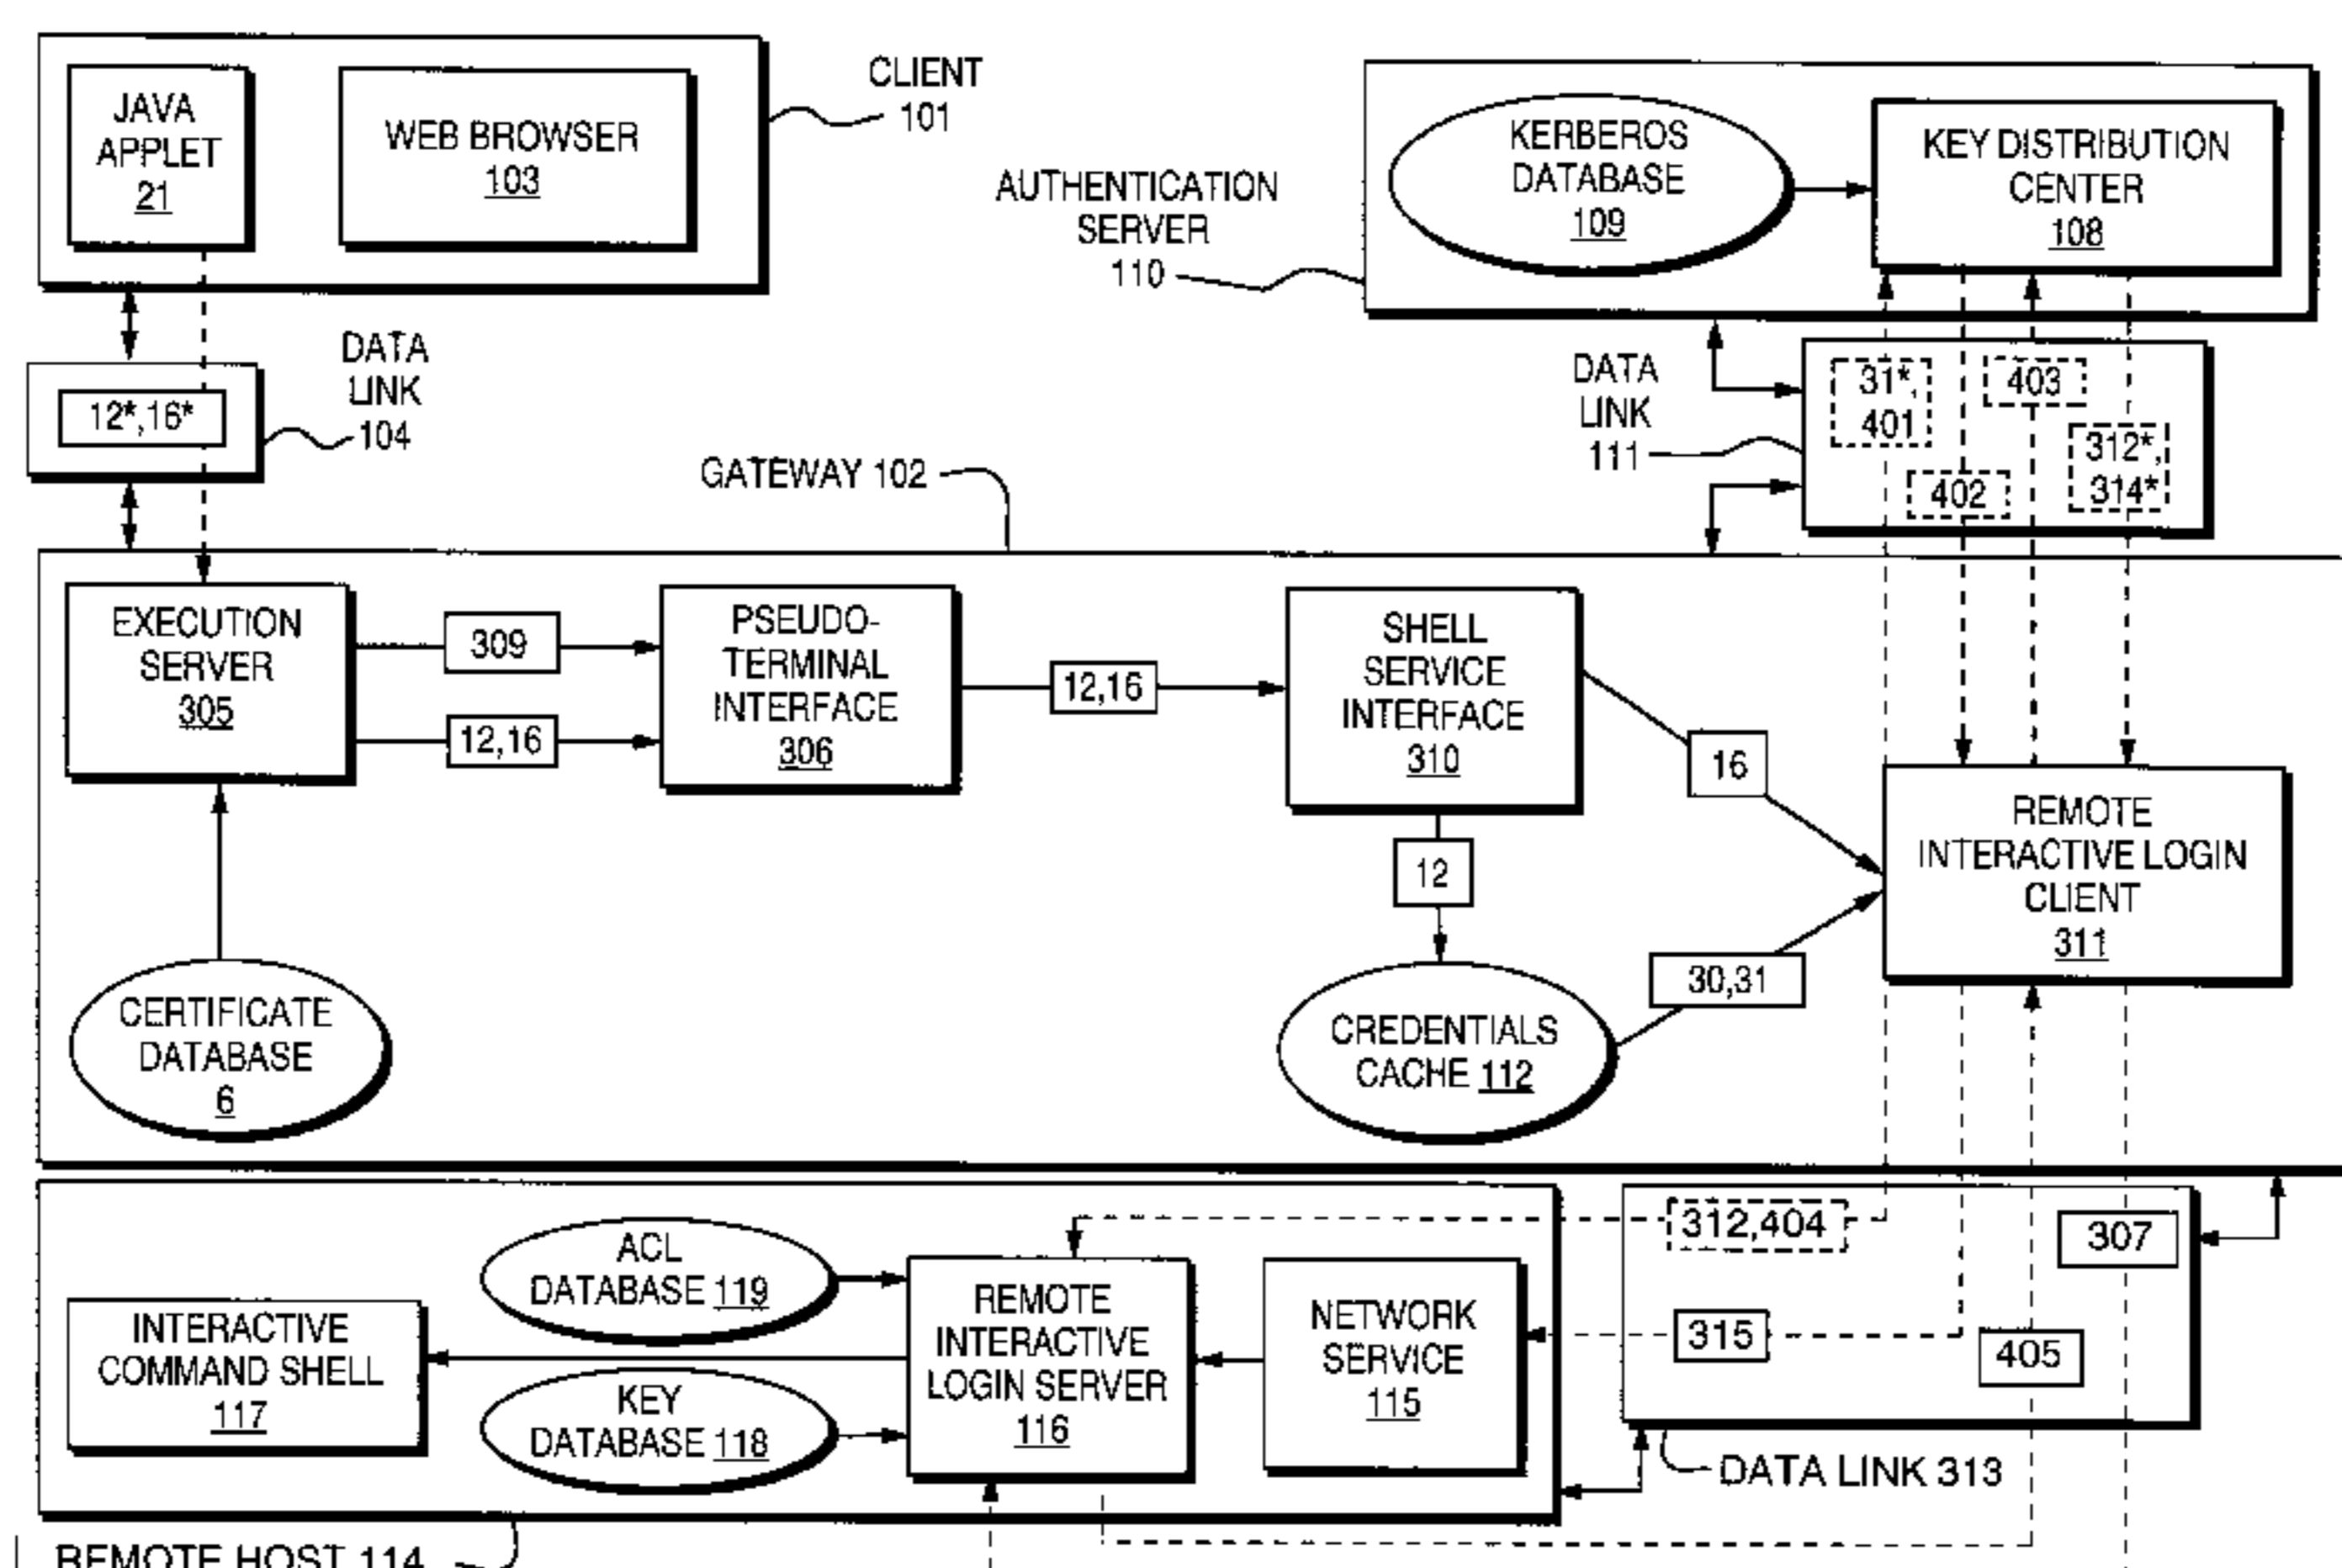 JAVA
APPLET
21
WEB BROWSER
103
CLIENT
101
AUTHENTICATION
SERVER
110
KERBEROS
DATABASE
109
KEY DISTRIBUTION
CENTER
108
DATA
LINK
104
12*,16*
DATA
LINK
111
31*,
401
403
402
312*,
314*
GATEWAY 102
EXECUTION
SERVER
305
309
12,16
PSEUDO-
TERMINAL
INTERFACE
306
12,16
SHELL
SERVICE
INTERFACE
310
16
12
REMOTE
INTERACTIVE LOGIN
CLIENT
311
30,31
CERTIFICATE
DATABASE
6
CREDENTIALS
CACHE 112
ACL
DATABASE 119
INTERACTIVE
COMMAND SHELL
117
KEY
DATABASE 118
REMOTE
INTERACTIVE
LOGIN SERVER
116
NETWORK
SERVICE
115
312,404
307
315
405
DATA LINK 313
REMOTE HOST 114